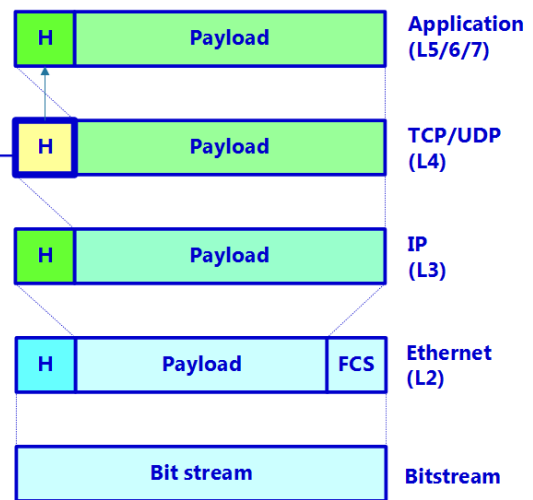 H Payload Application
(L5/6/7)
H Payload TCP/UDP
(L4)
H Payload IP
(L3)
H Payload FCS Ethernet
(L2)
Bit stream Bitstream